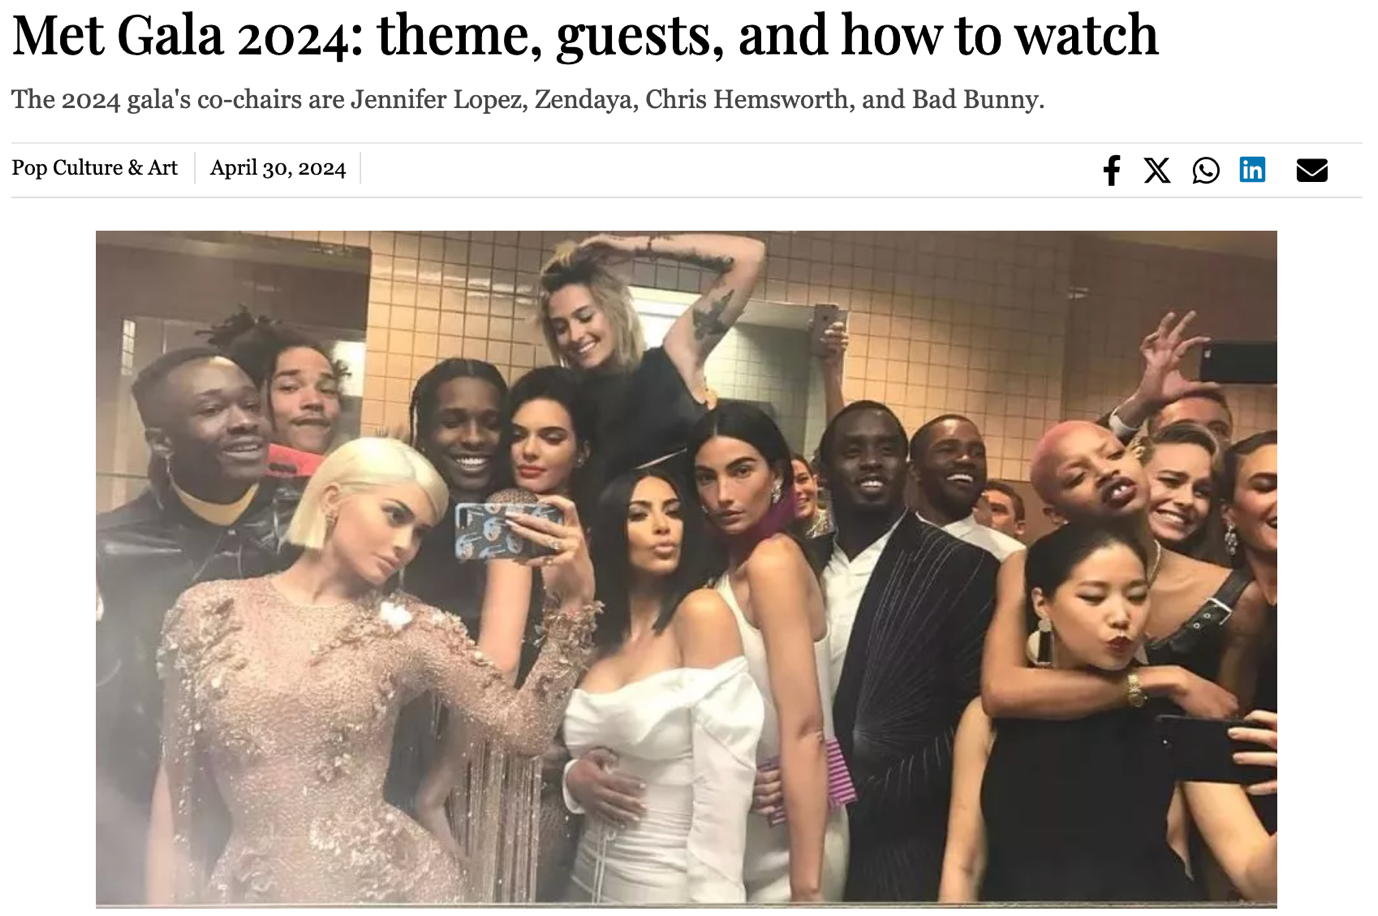 Met Gala 2024: theme, guests, and how to watch
The 2024 gala's co-chairs are Jennifer Lopez, Zendaya, Chris Hemsworth, and Bad Bunny.
Pop Culture & Art
April 30, 2024
in